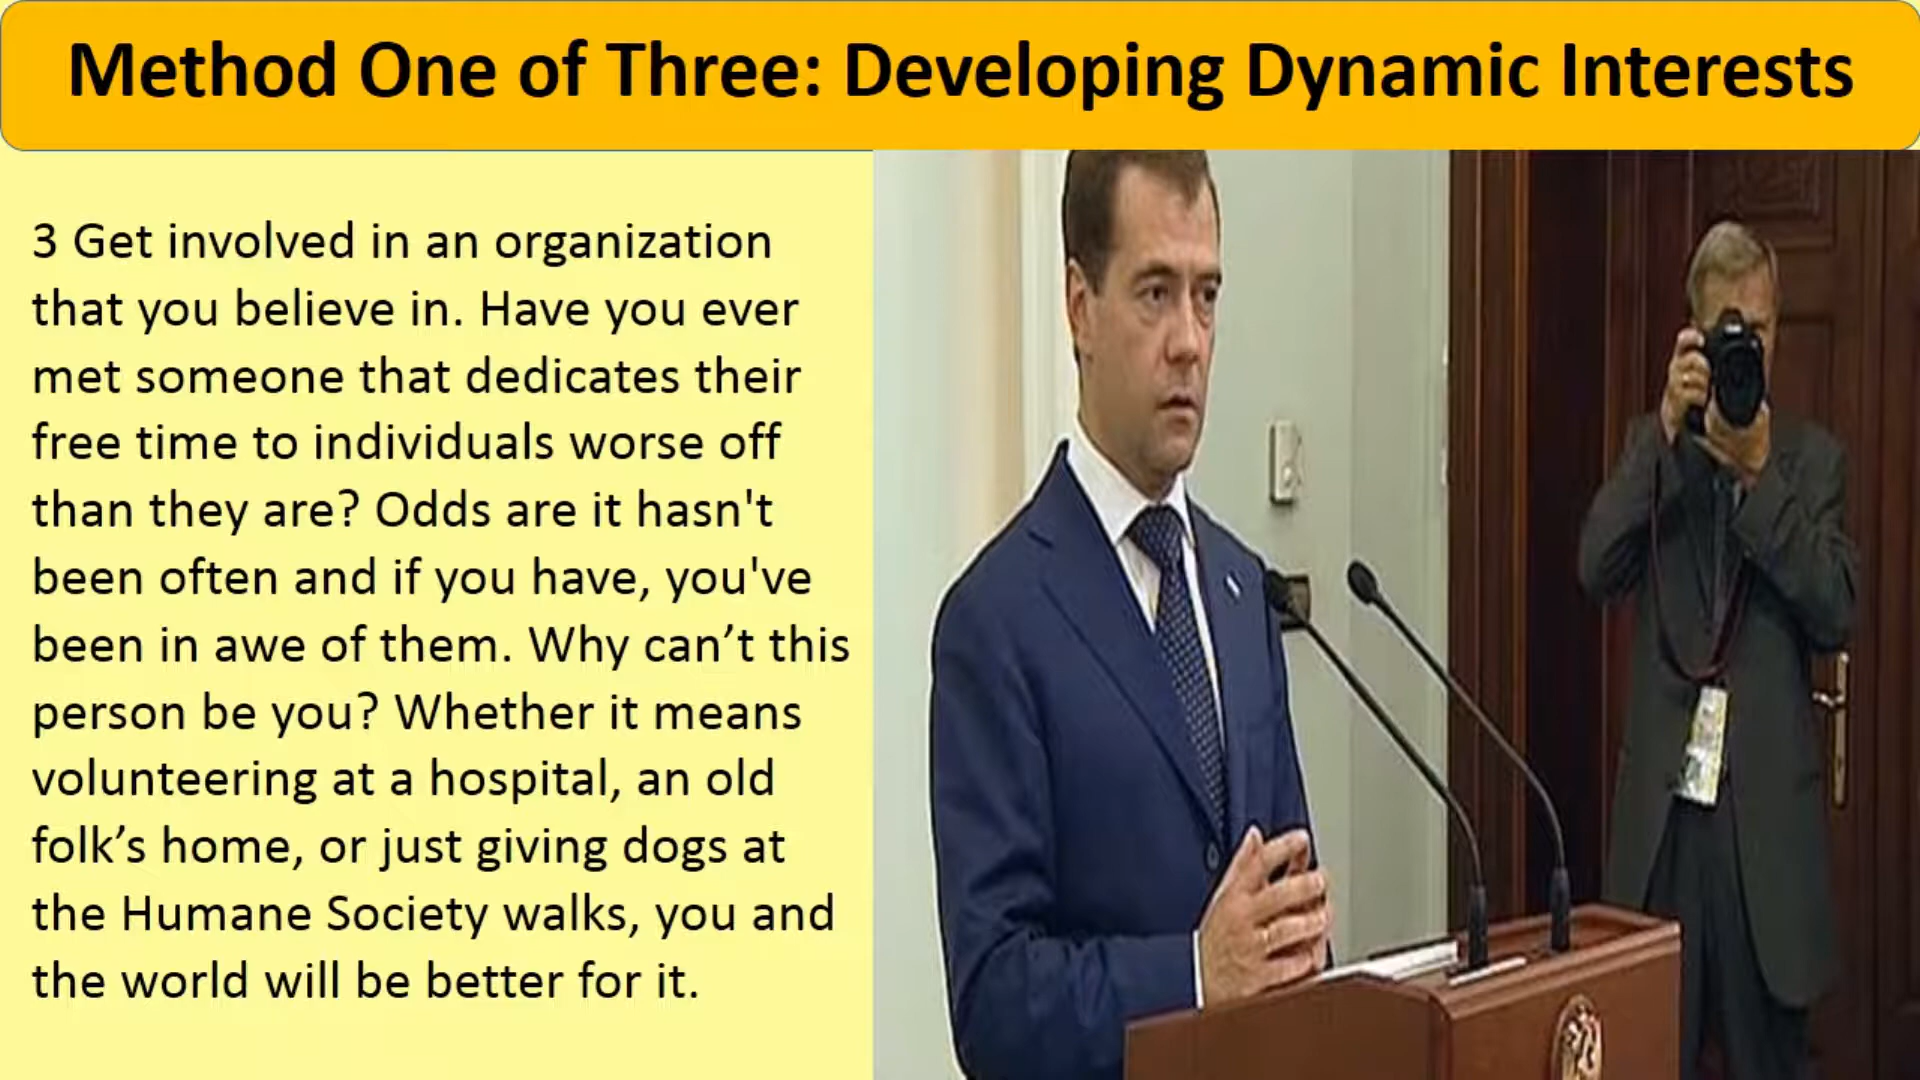 Method One of Three: Developing Dynamic Interests
3 Get involved in an organization
that you believe in. Have you ever
met someone that dedicates their
free time to individuals worse off
than they are? Odds are it hasn't
been often and if you have, you've
been in awe of them. Why can’t this
person be you? Whether it means
volunteering at a hospital, an old
folk’s home, or just giving dogs at
the Humane Society walks, you and
the world will be better for it.